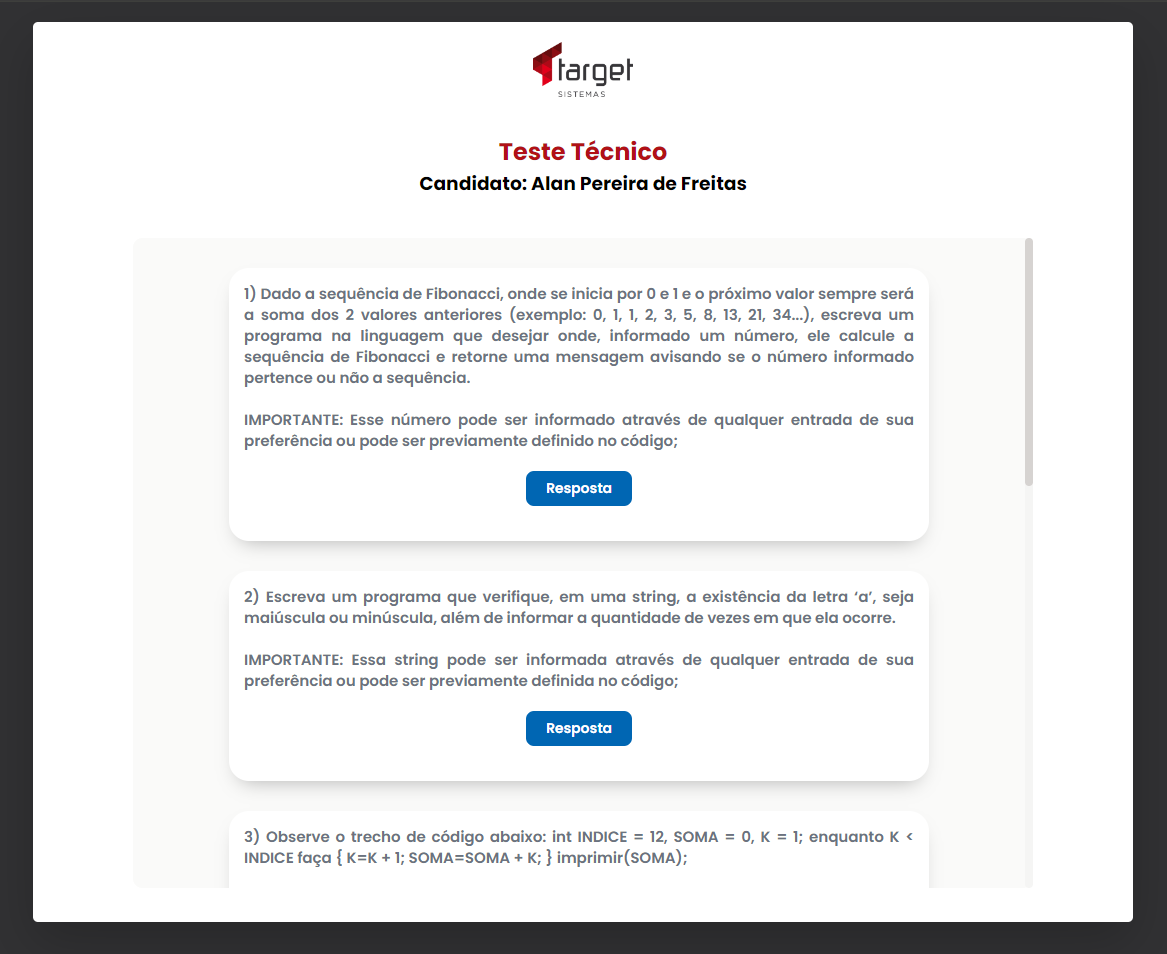 target
SISTEMAS
Teste Técnico
Candidato: Alan Pereira de Freitas
1) Dado a sequência de Fibonacci, onde se inicia por 0 e 1 e o próximo valor sempre será
a soma dos 2 valores anteriores (exemplo: 0, 1, 1, 2, 3, 5, 8, 13, 21, 34...), escreva um
programa na linguagem que desejar onde, informado um número, ele calcule a
sequência de Fibonacci e retorne uma mensagem avisando se o número informado
pertence ou não a sequência.
IMPORTANTE: Esse número pode ser informado através de qualquer entrada de sua
preferência ou pode ser previamente definido no código;
Resposta
2) Escreva um programa que verifique, em uma string, a existência da letra ‘a’, seja
maiúscula ou minúscula, além de informar a quantidade de vezes em que ela ocorre.
IMPORTANTE: Essa string pode ser informada através de qualquer entrada de sua
preferência ou pode ser previamente definida no código;
Resposta
3) Observe o trecho de código abaixo: int INDICE = 12, SOMA = 0, K = 1; enquanto K <
INDICE faça { K=K + 1; SOMA=SOMA + K; } imprimir(SOMA);